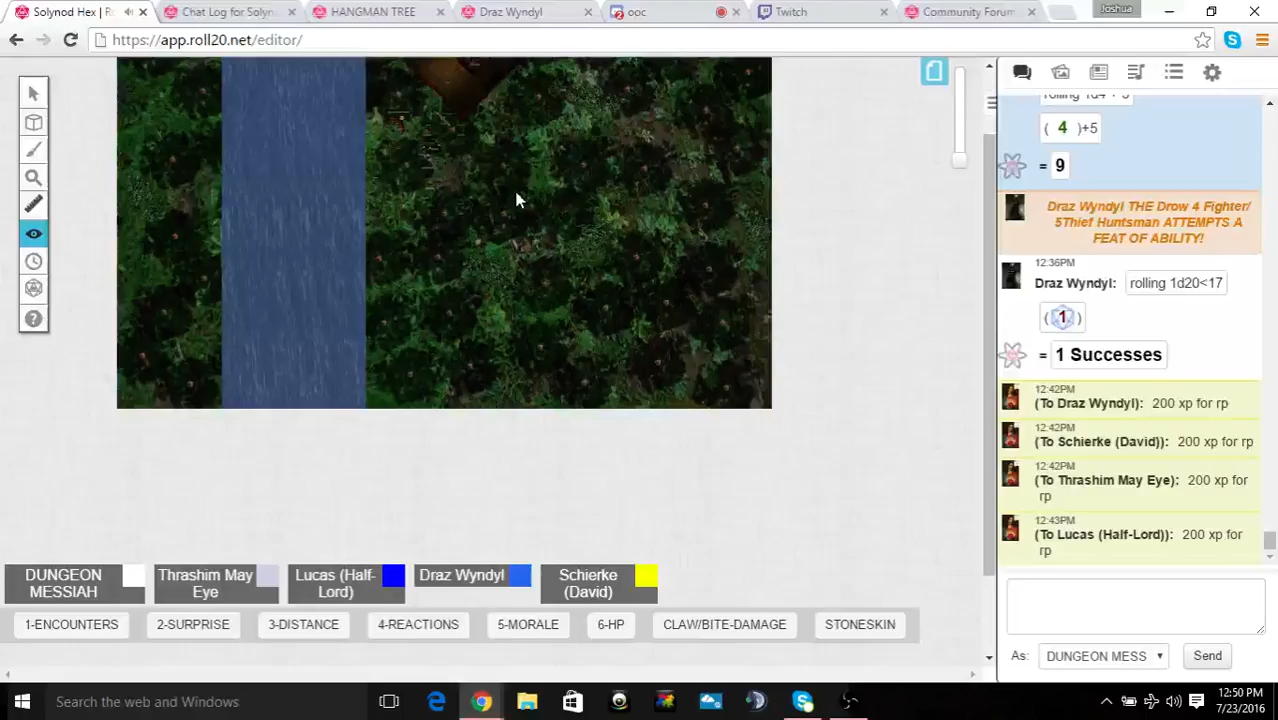 Solynod Hex | Ro
Chat Log for Solyn
HANGMAN TREE
Draz Wyndyl
ooc
Twitch
Community Forum
Joshua
https://app.roll20.net/editor/
rolling 1d4 + 5
( 4 )+5
= 9
Draz Wyndyl THE Drow 4 Fighter/
5Thief Huntsman ATTEMPTS A
FEAT OF ABILITY!
12:36PM
Draz Wyndyl: rolling 1d20<17
( 1 )
= 1 Successes
12:42PM
(To Draz Wyndyl): 200 xp for rp
12:42PM
(To Schierke (David)): 200 xp for rp
12:42PM
(To Thrashim May Eye): 200 xp for
rp
12:43PM
(To Lucas (Half-Lord)): 200 xp for
rp
DUNGEON
MESSIAH
Thrashim May
Eye
Lucas (Half-
Lord)
Draz Wyndyl
Schierke
(David)
1-ENCOUNTERS
2-SURPRISE
3-DISTANCE
4-REACTIONS
5-MORALE
6-HP
CLAW/BITE-DAMAGE
STONESKIN
As: DUNGEON MESS
Send
Search the web and Windows
12:50 PM
7/23/2016